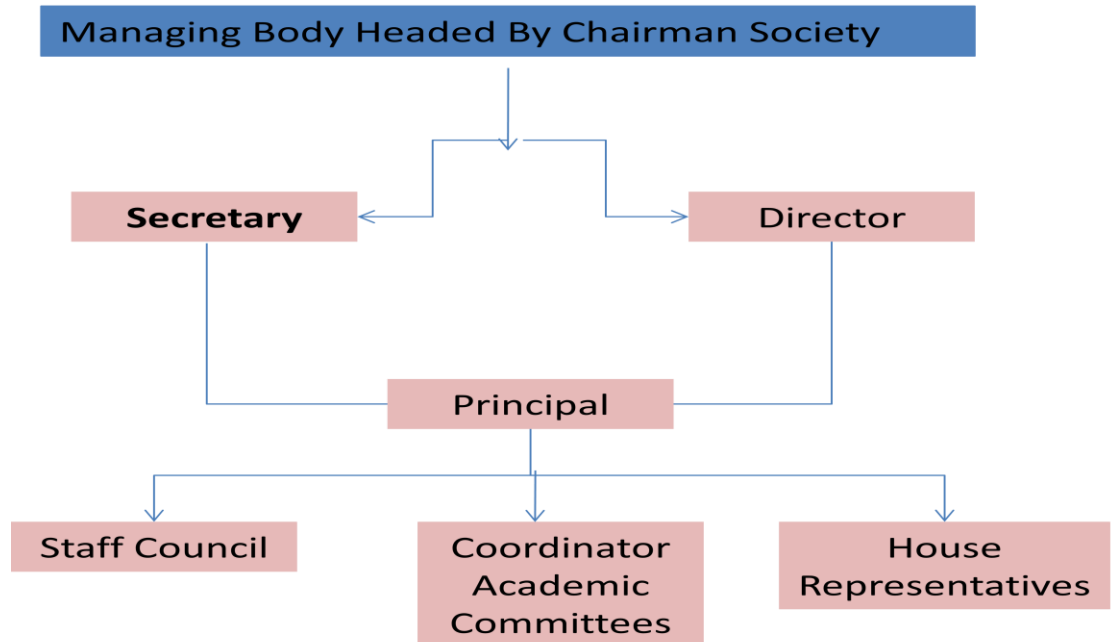 Managing Body Headed By Chairman Society
Secretary
Director
Principal
Staff Council
Coordinator
Academic
Committees
House
Representatives